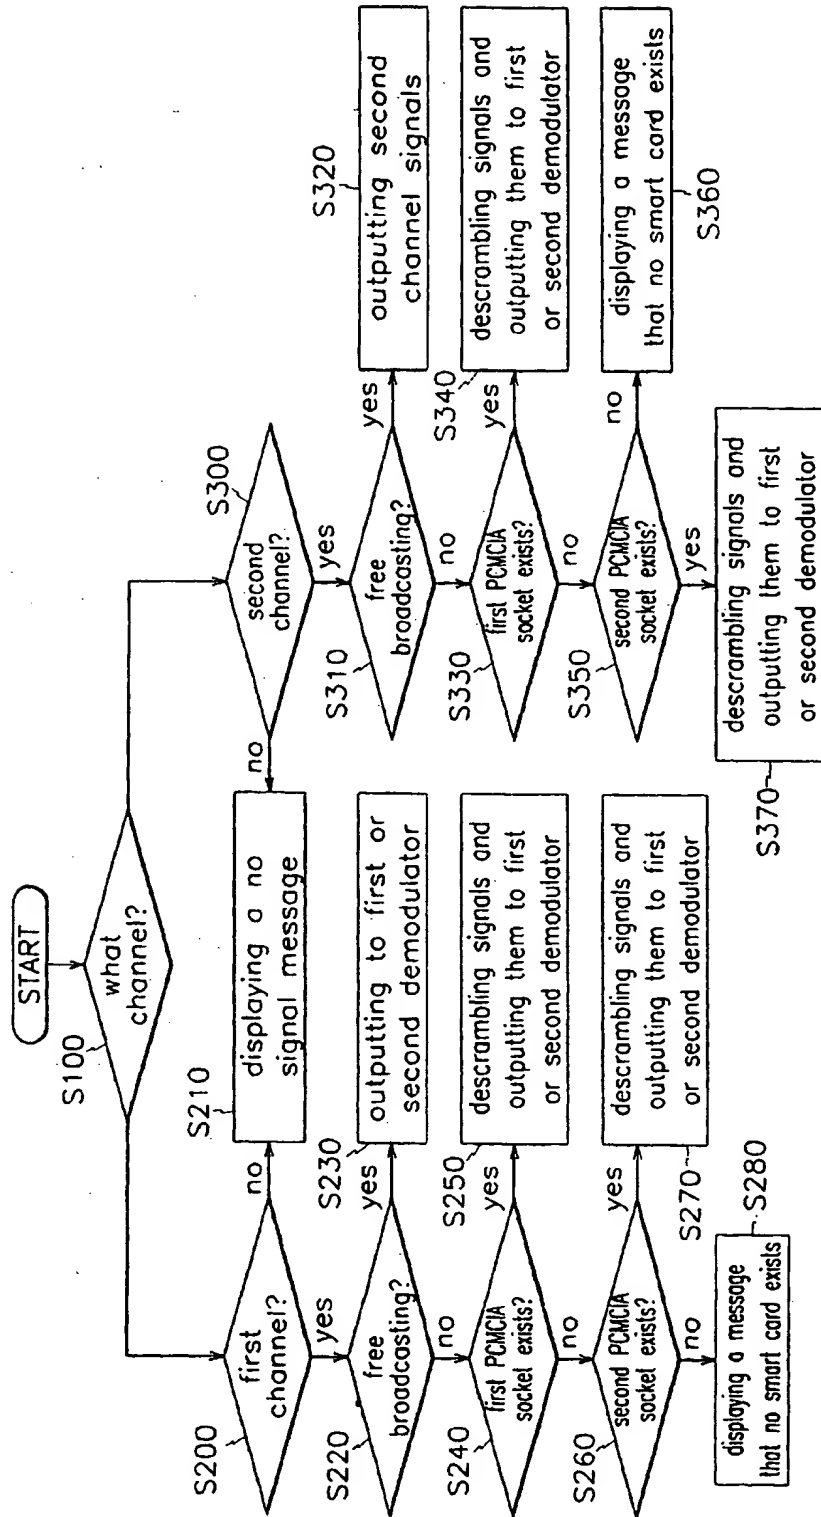 START
S100
what
channel?
S200
first
channel?
no
yes
S210
displaying a no
signal message
no
S300
second
channel?
yes
S220
free
broadcasting?
yes
no
S230
outputting to first or
second demodulator
S310
free
broadcasting?
yes
no
S320
outputting second
channel signals
S240
first PCMCIA
socket exists?
yes
no
S250
descrambling signals and
outputting them to first
or second demodulator
S330
first PCMCIA
socket exists?
yes
no
S340
descrambling signals and
outputting them to first
or second demodulator
S260
second PCMCIA
socket exists?
yes
no
S270
descrambling signals and
outputting them to first
or second demodulator
S350
second PCMCIA
socket exists?
no
yes
displaying a message
that no smart card exists
S360
displaying a message
that no smart card exists
S280
S370
descrambling signals and
outputting them to first
or second demodulator